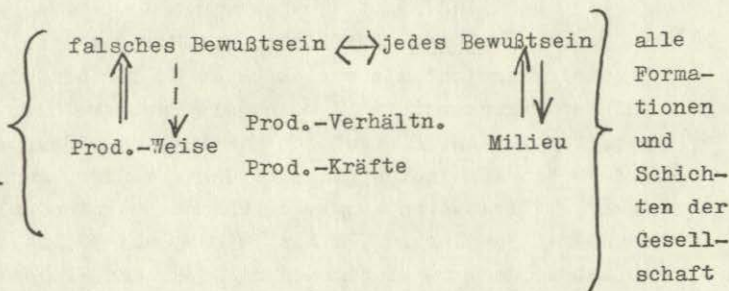 falsches Bewußtsein ⟷ jedes Bewußtsein
Prod.-Verhältn.
Prod.-Weise Milieu
Prod.-Kräfte
alle
Forma-
tionen
und
Schich-
ten der
Gesell-
schaft